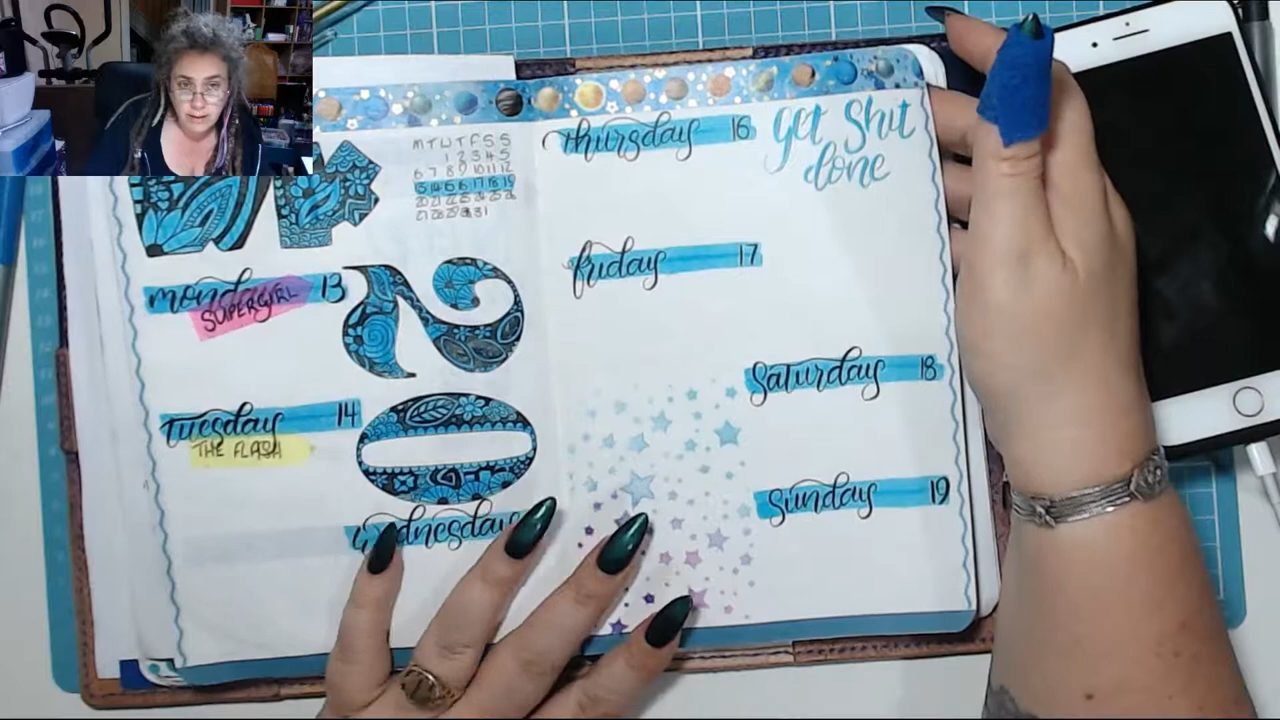 M T W T F S S
1 2 3 4 5
6 7 8 9 10 11 12
13 14 15 16 17 18 19
20 21 22 23 24 25 26
27 28 29 30 31
monday 13
SUPERGIRL
20
Tuesday 14
THE FLASH
Wednesday
Thursday 16
get Shit
done
friday 17
Saturday 18
Sunday 19